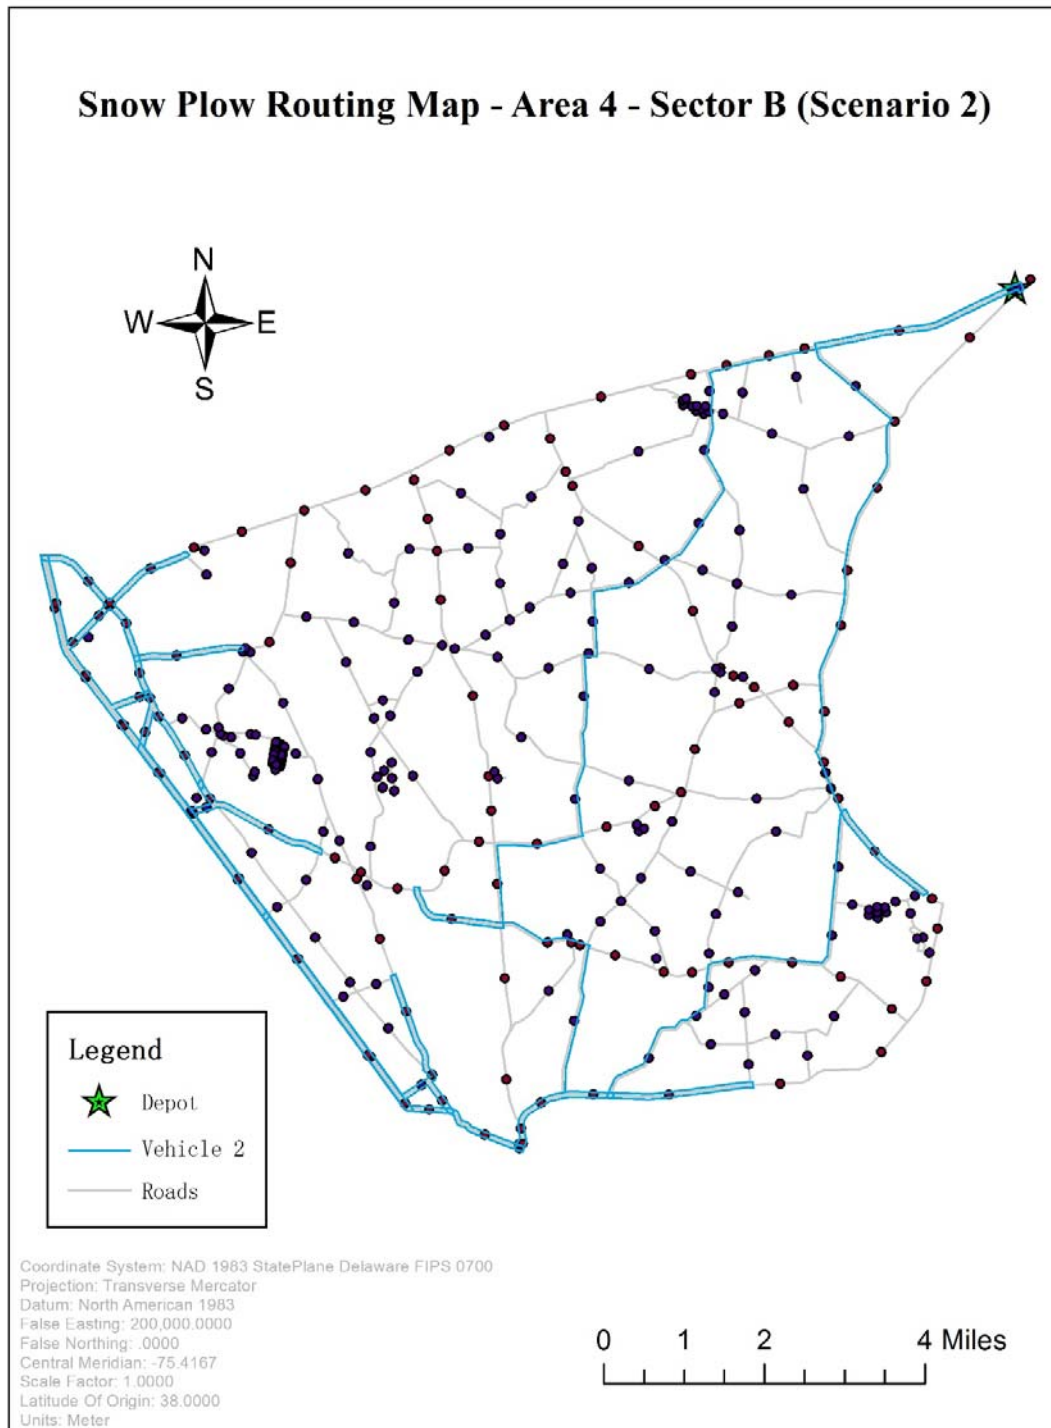 Snow Plow Routing Map - Area 4 - Sector B (Scenario 2)
N
W E
S
Legend
Depot
Vehicle 2
Roads
Coordinate System: NAD 1983 StatePlane Delaware FIPS 0700
Projection: Transverse Mercator
Datum: North American 1983
False Easting: 200,000.0000
False Northing: .0000
Central Meridian: -75.4167
Scale Factor: 1.0000
Latitude Of Origin: 38.0000
Units: Meter
0 1 2 4 Miles